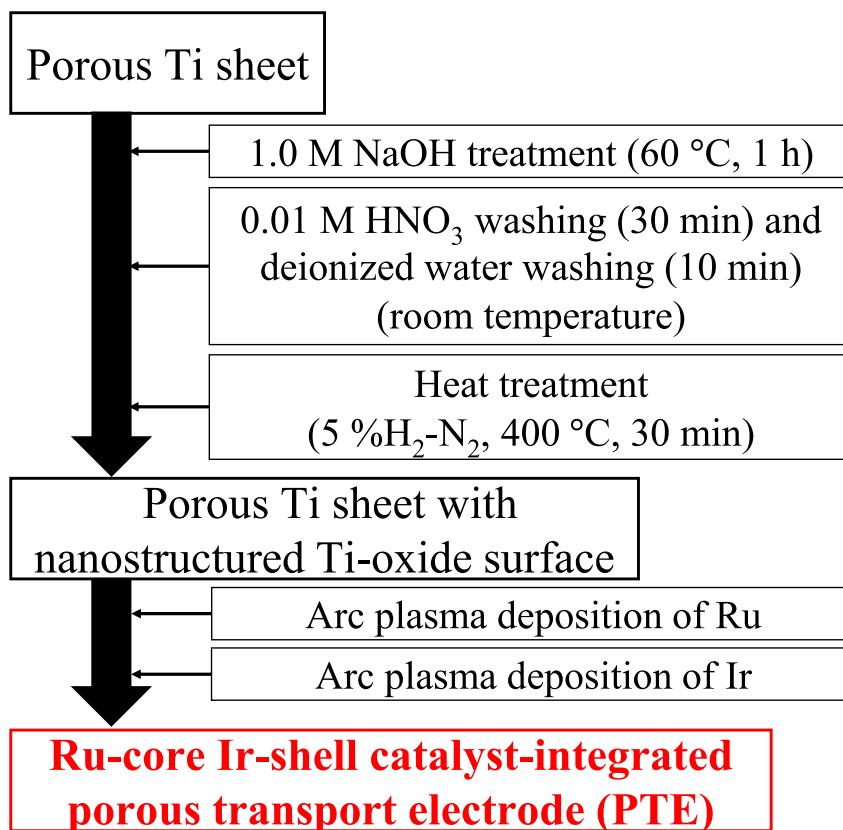 Porous Ti sheet
1.0 M NaOH treatment (60 °C, 1 h)
0.01 M HNO₃ washing (30 min) and
deionized water washing (10 min)
(room temperature)
Heat treatment
(5 %H₂-N₂, 400 °C, 30 min)
Porous Ti sheet with
nanostructured Ti-oxide surface
Arc plasma deposition of Ru
Arc plasma deposition of Ir
Ru-core Ir-shell catalyst-integrated
porous transport electrode (PTE)